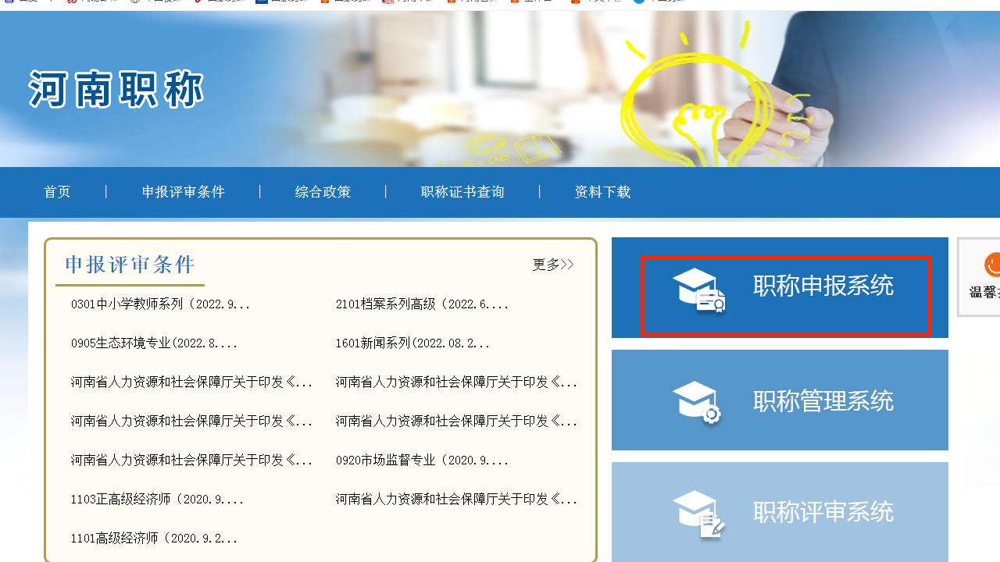 河南职称
首页 | 申报评审条件 | 综合政策 | 职称证书查询 | 资料下载
申报评审条件
更多>>
0301中小学教师系列（2022.9...
2101档案系列高级（2022.6....
0905生态环境专业(2022.8....
1601新闻系列(2022.08.2...
河南省人力资源和社会保障厅关于印发《...
河南省人力资源和社会保障厅关于印发《...
河南省人力资源和社会保障厅关于印发《...
河南省人力资源和社会保障厅关于印发《...
河南省人力资源和社会保障厅关于印发《...
0920市场监督专业（2020.9....
1103正高级经济师（2020.9....
河南省人力资源和社会保障厅关于印发《...
1101高级经济师（2020.9.2...
职称申报系统
职称管理系统
职称评审系统
温馨